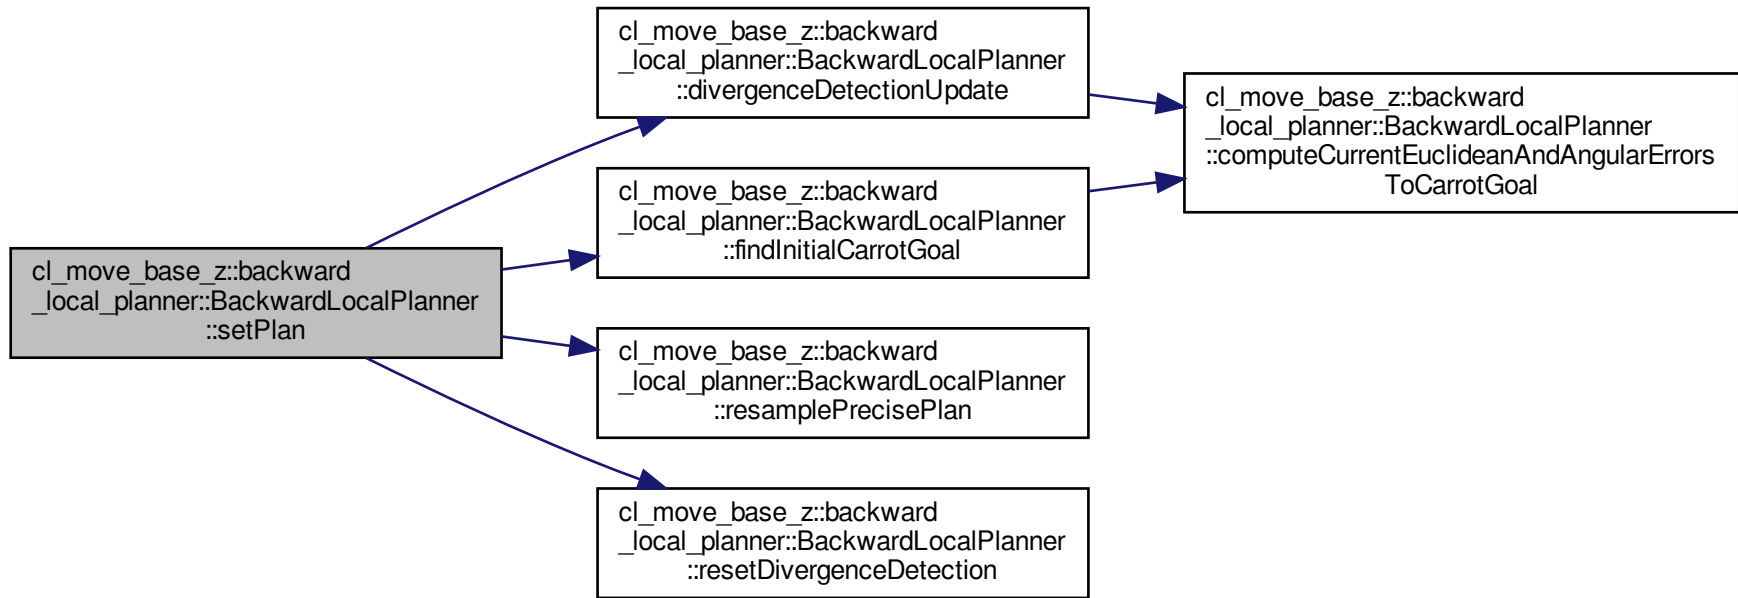 cl_move_base_z::backward
_local_planner::BackwardLocalPlanner
::setPlan
cl_move_base_z::backward
_local_planner::BackwardLocalPlanner
::divergenceDetectionUpdate
cl_move_base_z::backward
_local_planner::BackwardLocalPlanner
::findInitialCarrotGoal
cl_move_base_z::backward
_local_planner::BackwardLocalPlanner
::resamplePrecisePlan
cl_move_base_z::backward
_local_planner::BackwardLocalPlanner
::resetDivergenceDetection
cl_move_base_z::backward
_local_planner::BackwardLocalPlanner
::computeCurrentEuclideanAndAngularErrors
ToCarrotGoal